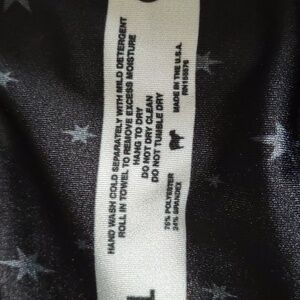 HAND WASH COLD SEPARATELY WITH MILD DETERGENT
ROLL IN TOWEL TO REMOVE EXCESS MOISTURE
HANG TO DRY
DO NOT DRY CLEAN
DO NOT TUMBLE DRY
MADE IN THE U.S.A.
76% POLYESTER
24% SPANDEX
L